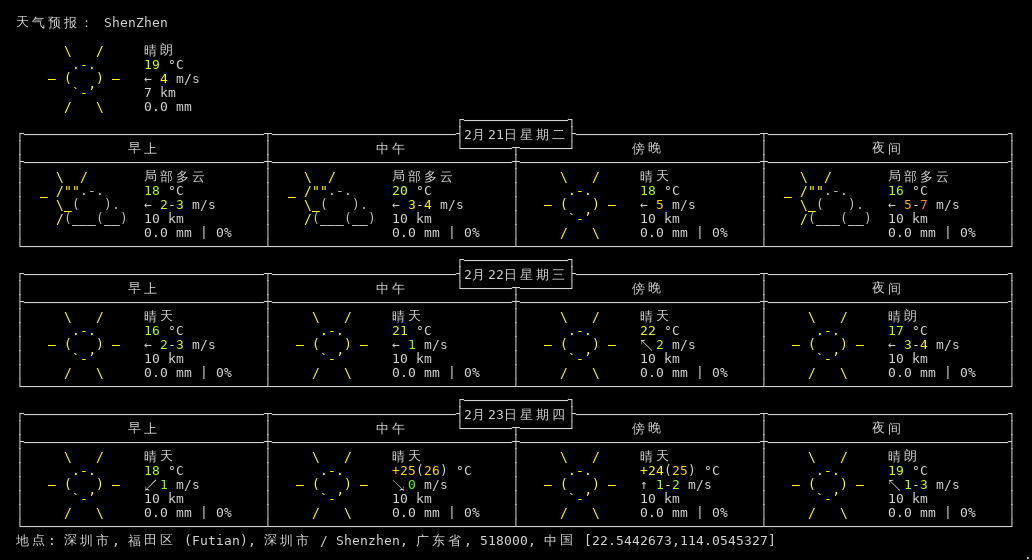 天气预报： ShenZhen
晴朗
19 °C
← 4 m/s
7 km
0.0 mm
2月21日星期二
早上 中午 傍晚 夜间
局部多云 局部多云 晴天 局部多云
18 °C 20 °C 18 °C 16 °C
← 2-3 m/s ← 3-4 m/s ← 5 m/s ← 5-7 m/s
10 km 10 km 10 km 10 km
0.0 mm | 0% 0.0 mm | 0% 0.0 mm | 0% 0.0 mm | 0%
2月22日星期三
早上 中午 傍晚 夜间
晴天 晴天 晴天 晴朗
16 °C 21 °C 22 °C 17 °C
← 2-3 m/s ← 1 m/s ↖ 2 m/s ← 3-4 m/s
10 km 10 km 10 km 10 km
0.0 mm | 0% 0.0 mm | 0% 0.0 mm | 0% 0.0 mm | 0%
2月23日星期四
早上 中午 傍晚 夜间
晴天 晴天 晴天 晴朗
18 °C +25(26) °C +24(25) °C 19 °C
↙ 1 m/s ↘ 0 m/s ↑ 1-2 m/s ↖ 1-3 m/s
10 km 10 km 10 km 10 km
0.0 mm | 0% 0.0 mm | 0% 0.0 mm | 0% 0.0 mm | 0%
地点: 深圳市, 福田区 (Futian), 深圳市 / Shenzhen, 广东省, 518000, 中国 [22.5442673,114.0545327]